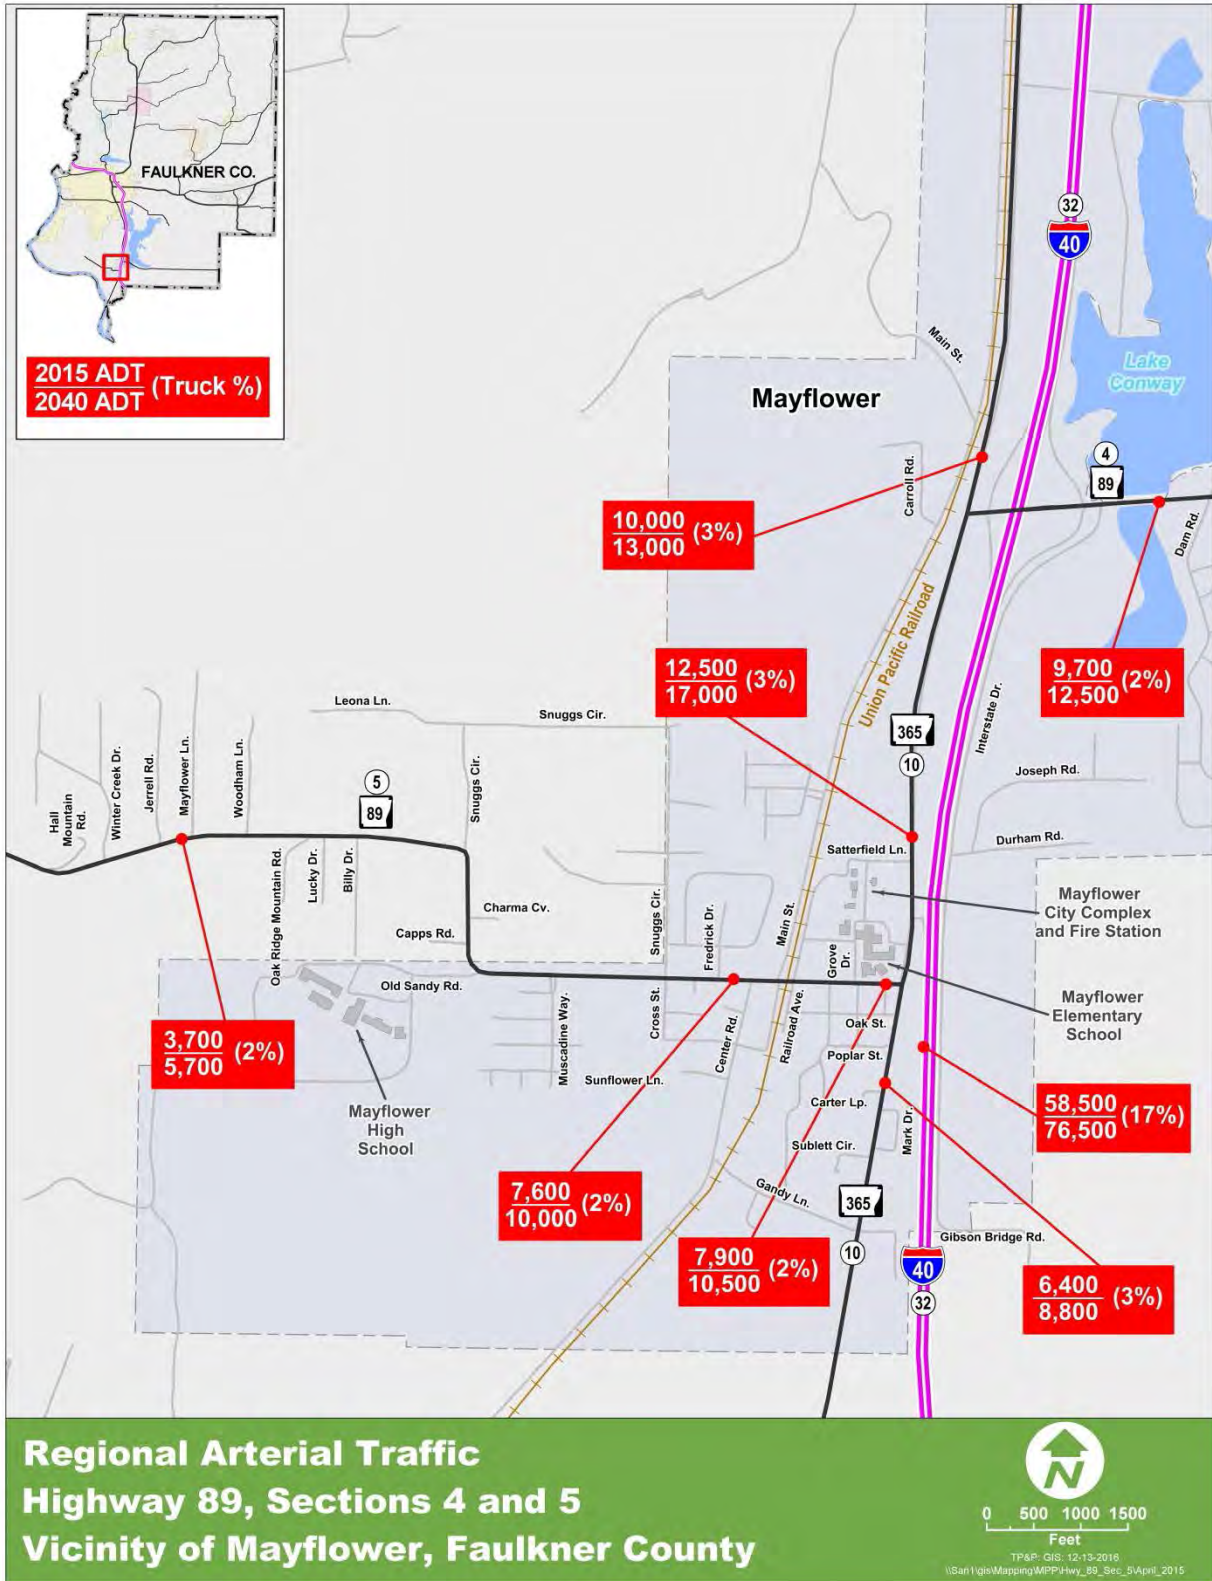 FAULKNER CO.
2015 ADT
2040 ADT
(Truck %)
32
40
Main St.
Lake
Conway
Mayflower
4
89
Carroll Rd.
10,000
13,000
(3%)
Dam Rd.
Union Pacific Railroad
12,500
17,000
(3%)
9,700
12,500
(2%)
Interstate Dr.
Leona Ln.
Snuggs Cir.
365
10
Joseph Rd.
Hall
Mountain
Rd.
Winter Creek Dr.
Jerrell Rd.
Mayflower Ln.
Woodham Ln.
5
89
Snuggs Cir.
Durham Rd.
Satterfield Ln.
Oak Ridge Mountain Rd.
Lucky Dr.
Billy Dr.
Charma Cv.
Capps Rd.
Snuggs Cir.
Fredrick Dr.
Main St.
Grove
Dr.
Mayflower
City Complex
and Fire Station
Old Sandy Rd.
Muscadine Way.
Cross St.
Center Rd.
Railroad Ave.
Oak St.
Poplar St.
Mayflower
Elementary
School
3,700
5,700
(2%)
Sunflower Ln.
Carter Lp.
Mark Dr.
Sublett Cir.
58,500
76,500
(17%)
Mayflower
High
School
7,600
10,000
(2%)
Gandy Ln.
365
10
Gibson Bridge Rd.
7,900
10,500
(2%)
40
32
6,400
8,800
(3%)
Regional Arterial Traffic
Highway 89, Sections 4 and 5
Vicinity of Mayflower, Faulkner County
N
0 500 1000 1500
Feet
TP&P: GIS: 12-13-2016
\\San1\gis\Mapping\MPP\Hwy_89_Sec_5\April_2015